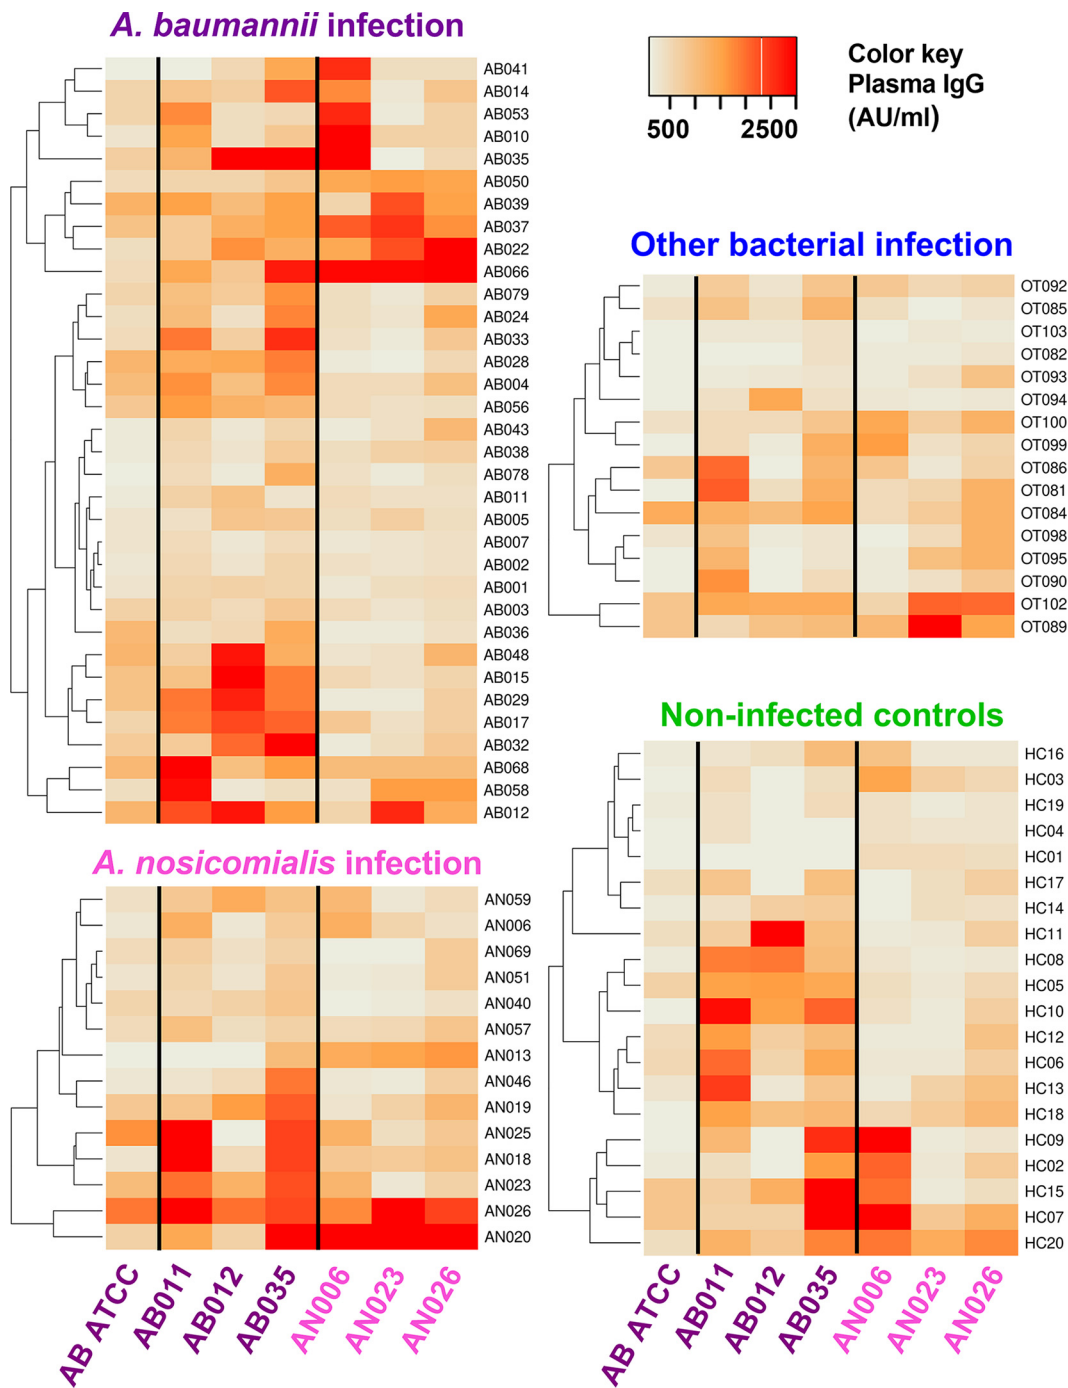 A. baumannii infection
AB041
AB014
AB053
AB010
AB035
AB050
AB039
AB037
AB022
AB066
AB079
AB024
AB033
AB028
AB004
AB056
AB043
AB038
AB078
AB011
AB005
AB007
AB002
AB001
AB003
AB036
AB048
AB015
AB029
AB017
AB032
AB068
AB058
AB012
Color key
Plasma IgG
(AU/ml)
500 2500
Other bacterial infection
OT092
OT085
OT103
OT082
OT093
OT094
OT100
OT099
OT086
OT081
OT084
OT098
OT095
OT090
OT102
OT089
A. nosicomialis infection
AN059
AN006
AN069
AN051
AN040
AN057
AN013
AN046
AN019
AN025
AN018
AN023
AN026
AN020
AB ATCC AB011 AB012 AB035 AN006 AN023 AN026
Non-infected controls
HC16
HC03
HC19
HC04
HC01
HC17
HC14
HC11
HC08
HC05
HC10
HC12
HC06
HC13
HC18
HC09
HC02
HC15
HC07
HC20
AB ATCC AB011 AB012 AB035 AN006 AN023 AN026